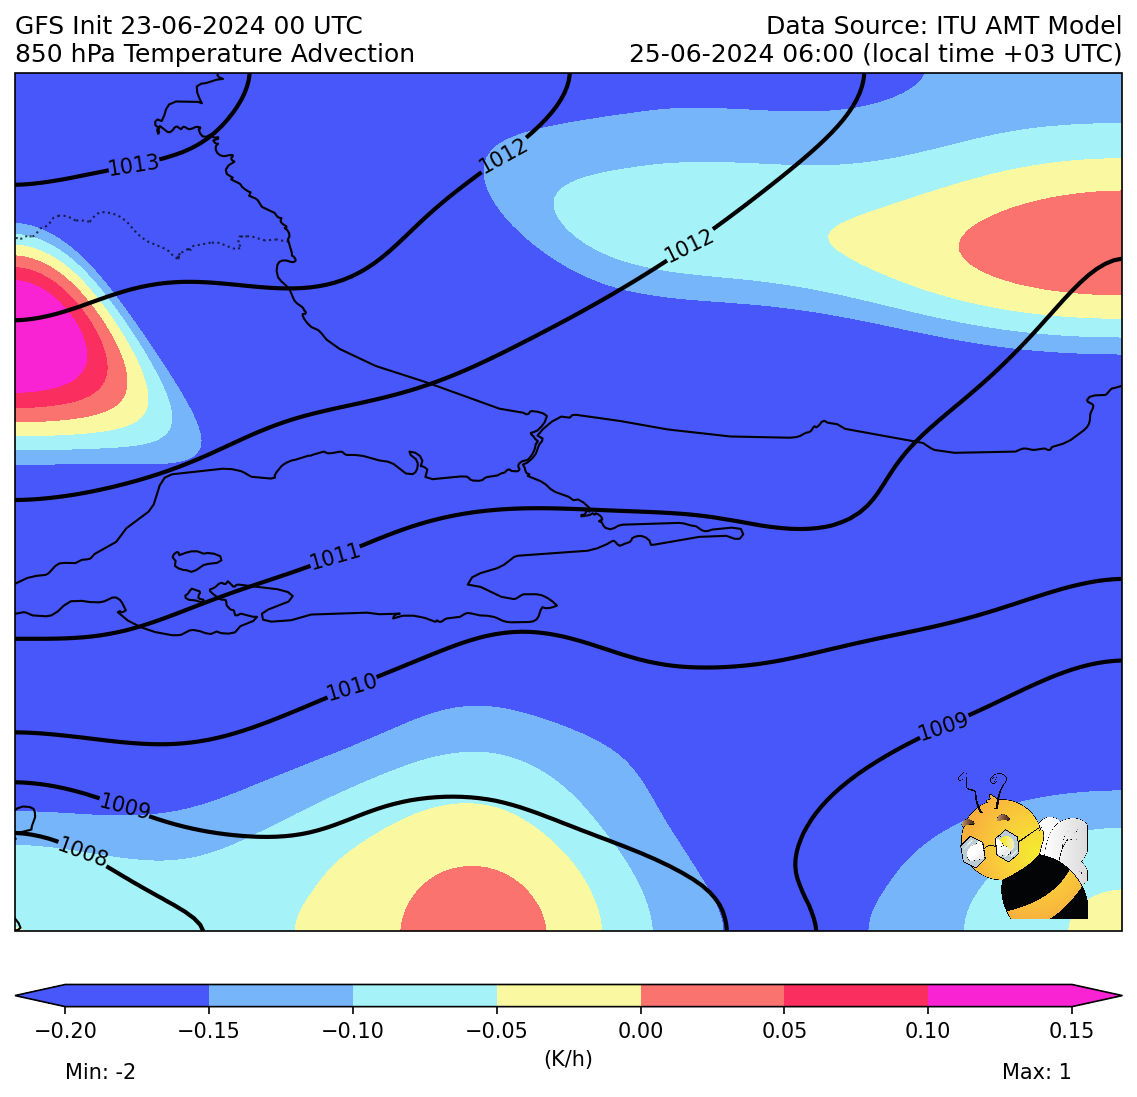 GFS Init 23-06-2024 00 UTC
Data Source: ITU AMT Model
850 hPa Temperature Advection
25-06-2024 06:00 (local time +03 UTC)
1013
1012
1012
1011
1010
1009
1009
1008
−0.20 −0.15 −0.10 −0.05 0.00 0.05 0.10 0.15
(K/h)
Min: -2
Max: 1